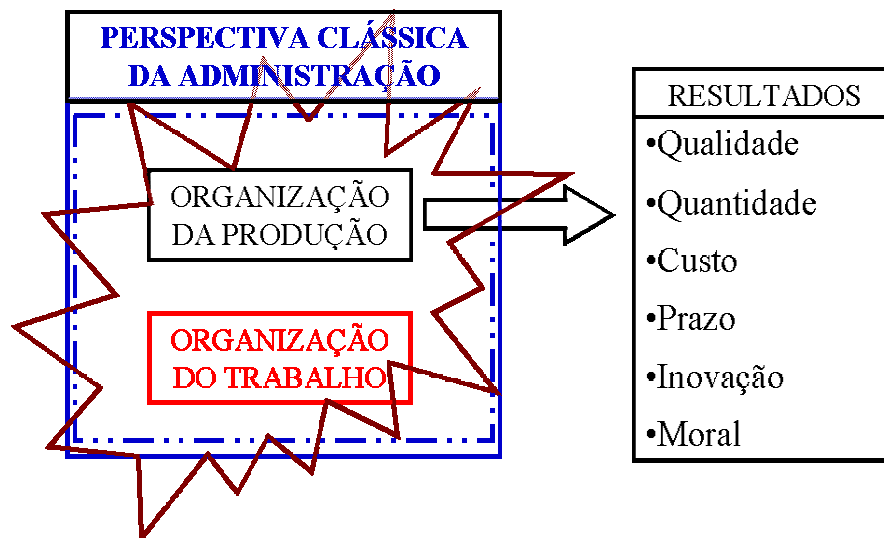 PERSPECTIVA CLÁSSICA
DA ADMINISTRAÇÃO
ORGANIZAÇÃO
DA PRODUÇÃO
ORGANIZAÇÃO
DO TRABALHO
RESULTADOS
•Qualidade
•Quantidade
•Custo
•Prazo
•Inovação
•Moral